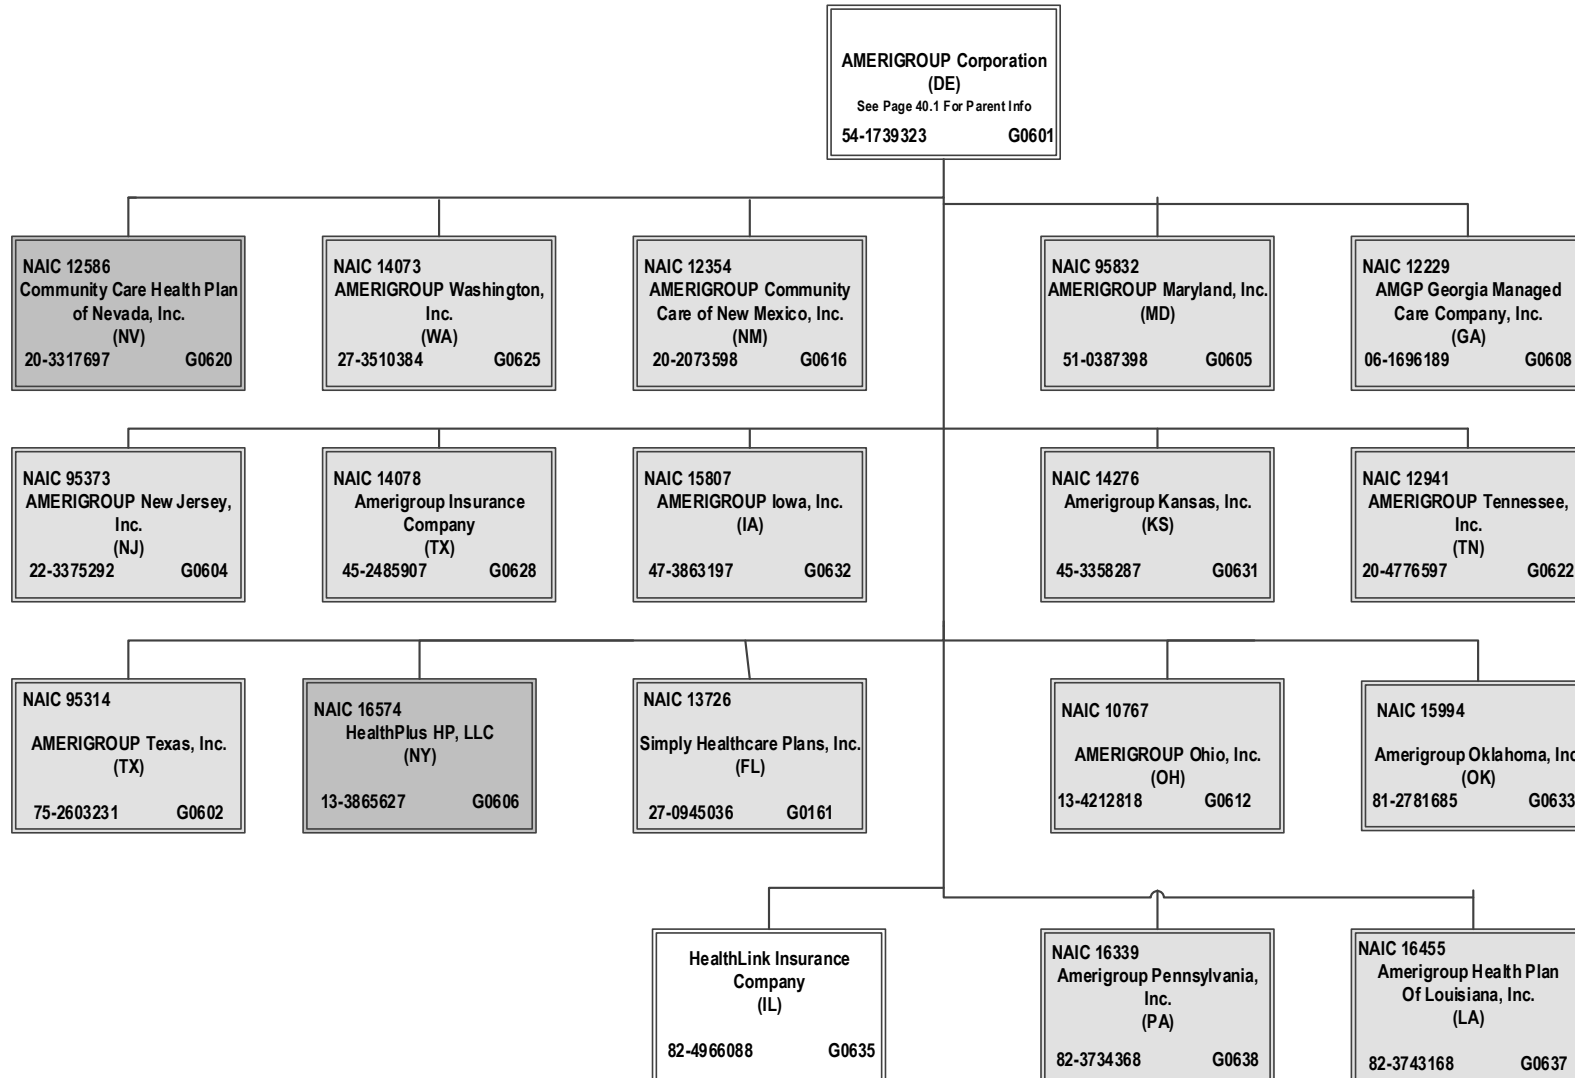 AMERIGROUP Corporation
(DE)
See Page 40.1 For Parent Info
54-1739323 G0601
NAIC 12586
Community Care Health Plan
of Nevada, Inc.
(NV)
20-3317697 G0620
NAIC 14073
AMERIGROUP Washington,
Inc.
(WA)
27-3510384 G0625
NAIC 12354
AMERIGROUP Community
Care of New Mexico, Inc.
(NM)
20-2073598 G0616
NAIC 95832
AMERIGROUP Maryland, Inc.
(MD)
51-0387398 G0605
NAIC 12229
AMGP Georgia Managed
Care Company, Inc.
(GA)
06-1696189 G0608
NAIC 95373
AMERIGROUP New Jersey,
Inc.
(NJ)
22-3375292 G0604
NAIC 14078
Amerigroup Insurance
Company
(TX)
45-2485907 G0628
NAIC 15807
AMERIGROUP Iowa, Inc.
(IA)
47-3863197 G0632
NAIC 14276
Amerigroup Kansas, Inc.
(KS)
45-3358287 G0631
NAIC 12941
AMERIGROUP Tennessee,
Inc.
(TN)
20-4776597 G0622
NAIC 95314
AMERIGROUP Texas, Inc.
(TX)
75-2603231 G0602
NAIC 16574
HealthPlus HP, LLC
(NY)
13-3865627 G0606
NAIC 13726
Simply Healthcare Plans, Inc.
(FL)
27-0945036 G0161
NAIC 10767
AMERIGROUP Ohio, Inc.
(OH)
13-4212818 G0612
NAIC 15994
Amerigroup Oklahoma, Inc
(OK)
81-2781685 G0633
HealthLink Insurance
Company
(IL)
82-4966088 G0635
NAIC 16339
Amerigroup Pennsylvania,
Inc.
(PA)
82-3734368 G0638
NAIC 16455
Amerigroup Health Plan
Of Louisiana, Inc.
(LA)
82-3743168 G0637